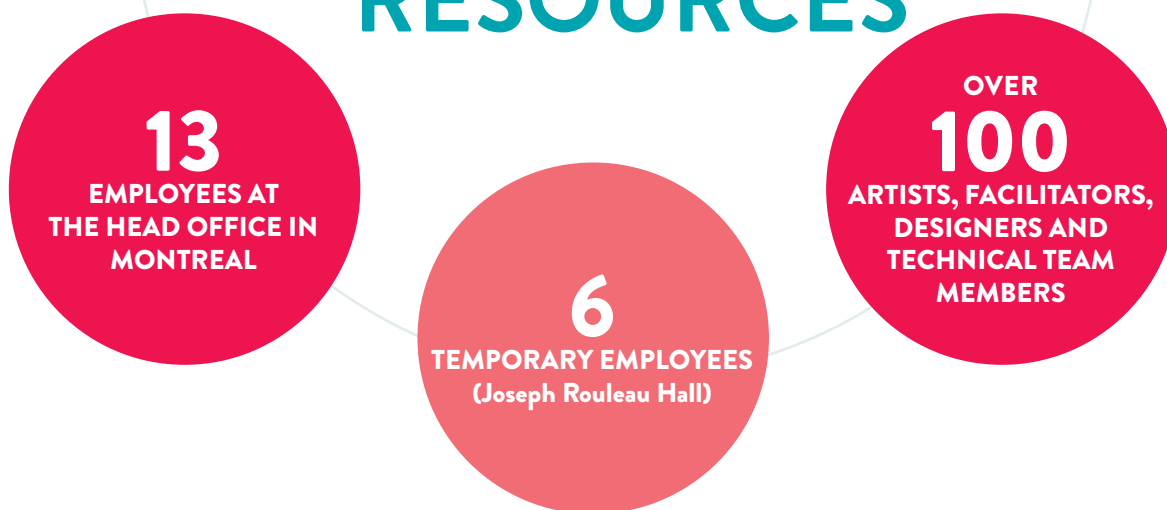 RESOURCES
13
EMPLOYEES AT
THE HEAD OFFICE IN
MONTREAL
6
TEMPORARY EMPLOYEES
(Joseph Rouleau Hall)
OVER
100
ARTISTS, FACILITATORS,
DESIGNERS AND
TECHNICAL TEAM
MEMBERS